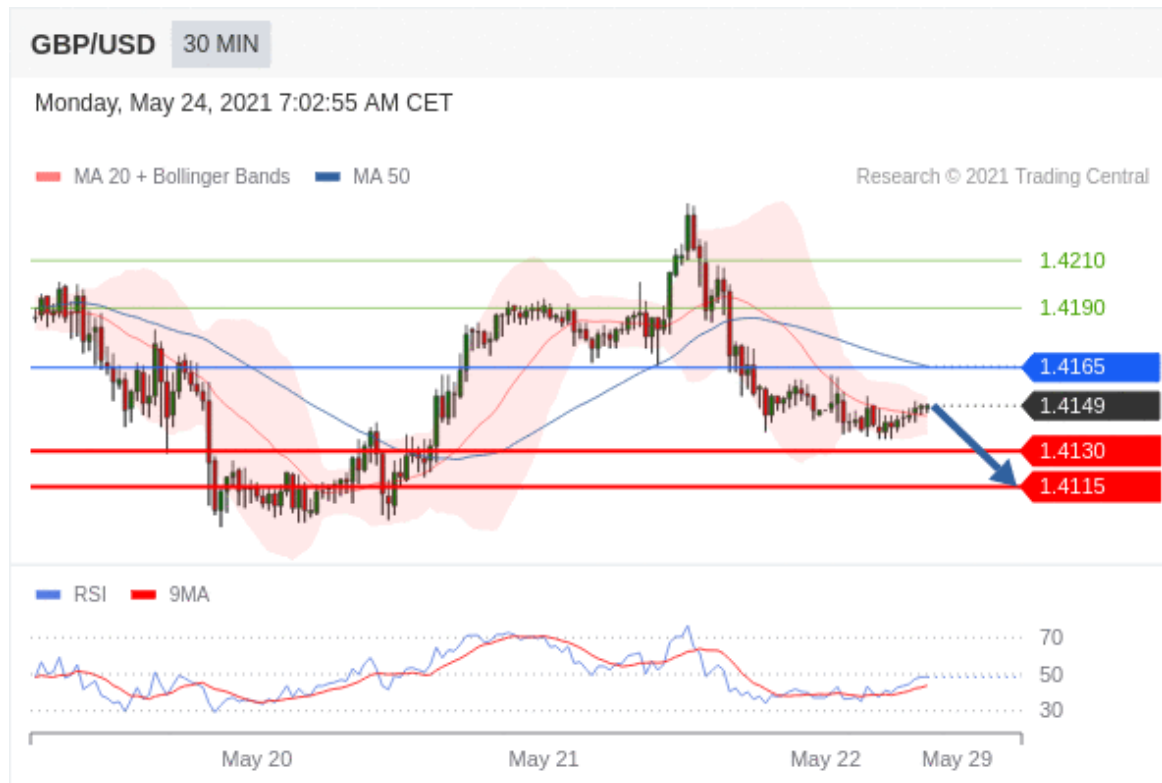 GBP/USD 30 MIN
Monday, May 24, 2021 7:02:55 AM CET
MA 20 + Bollinger Bands MA 50 Research © 2021 Trading Central
1.4210
1.4190
1.4165
1.4149
1.4130
1.4115
RSI 9MA
70
50
30
May 20 May 21 May 22 May 29